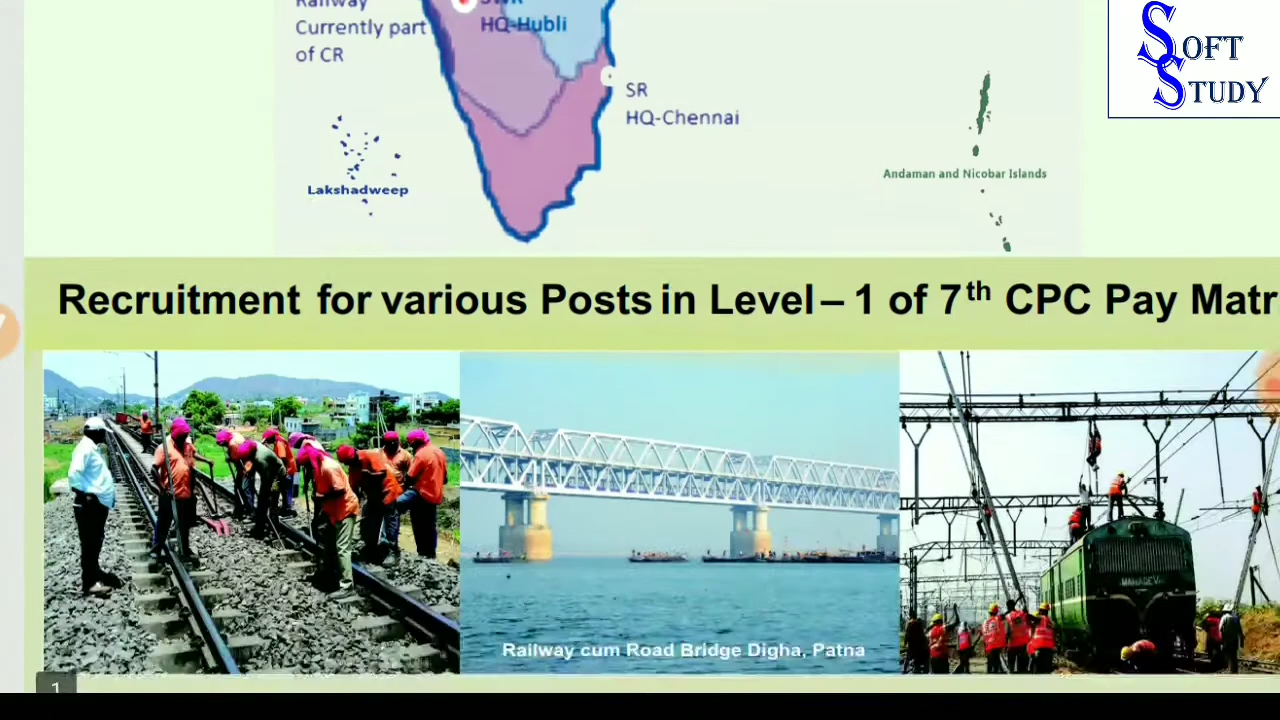 Railway
Currently part
of CR
SWR
HQ-Hubli
SOFT
STUDY
SR
HQ-Chennai
Lakshadweep
Andaman and Nicobar Islands
Recruitment for various Posts in Level – 1 of 7th CPC Pay Matr
Railway cum Road Bridge Digha, Patna
1